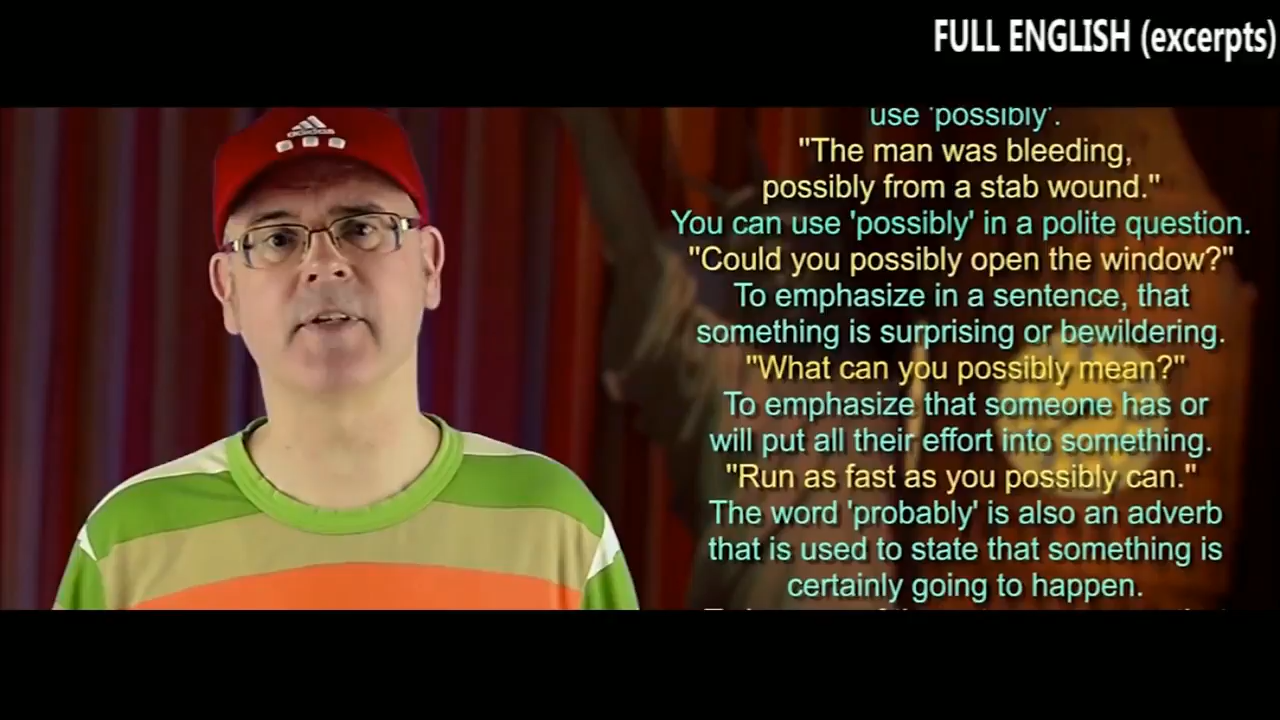 FULL ENGLISH (excerpts)
adidas
use 'possibly'.
"The man was bleeding,
possibly from a stab wound."
You can use 'possibly' in a polite question.
"Could you possibly open the window?"
To emphasize in a sentence, that
something is surprising or bewildering.
"What can you possibly mean?"
To emphasize that someone has or
will put all their effort into something.
"Run as fast as you possibly can."
The word 'probably' is also an adverb
that is used to state that something is
certainly going to happen.